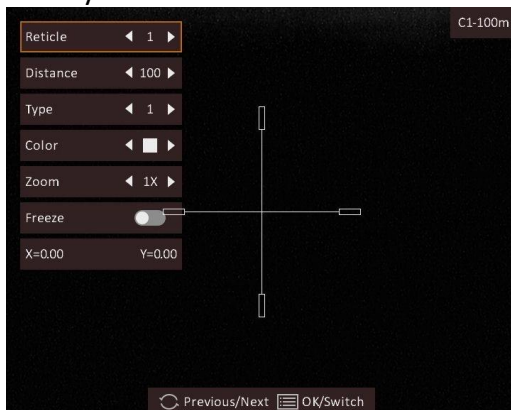 C1-100m
Reticle 1
Distance 100
Type 1
Color
Zoom 1X
Freeze
X=0.00 Y=0.00
Previous/Next OK/Switch